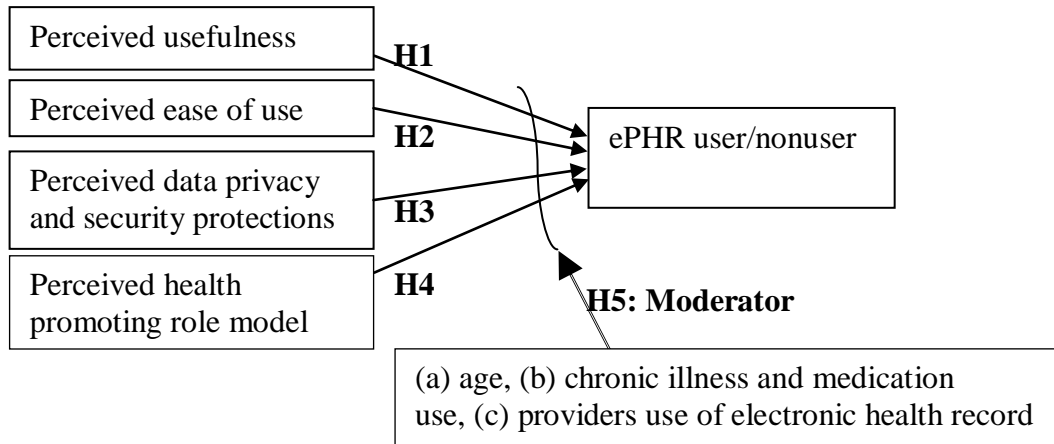 Perceived usefulness
H1
Perceived ease of use
H2
ePHR user/nonuser
Perceived data privacy
and security protections
H3
Perceived health
promoting role model
H4
H5: Moderator
(a) age, (b) chronic illness and medication
use, (c) providers use of electronic health record